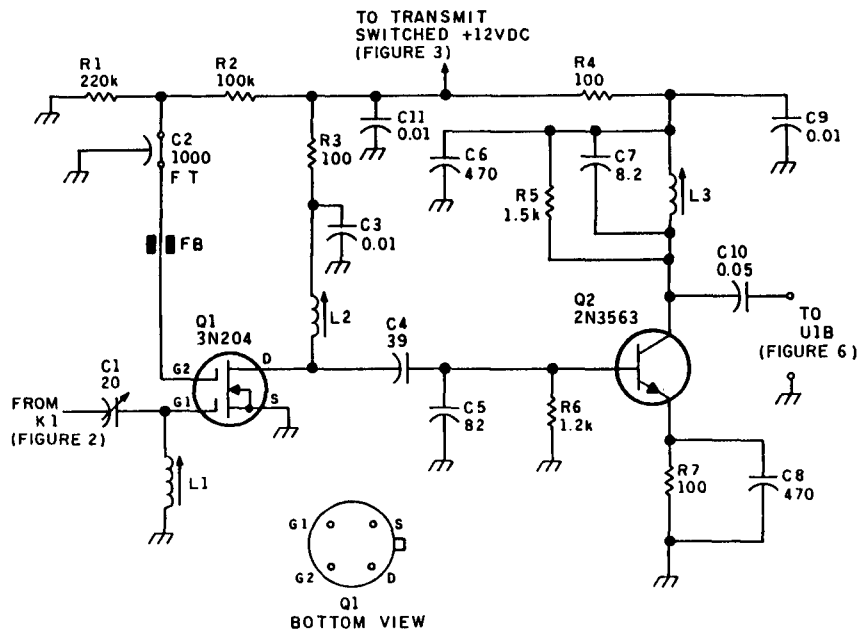 TO TRANSMIT
SWITCHED +12VDC
(FIGURE 3)
R1
220k
R2
100k
R4
100
C2
1000
FT
R3
100
C11
0.01
C9
0.01
C6
470
C7
8.2
R5
1.5k
L3
FB
C3
0.01
C10
0.05
Q1
3N204
L2
Q2
2N3563
TO
U1B
(FIGURE 6)
C4
39
G2
D
C1
20
G1
S
FROM
K1
(FIGURE 2)
C5
82
R6
1.2k
L1
R7
100
C8
470
G1
S
G2
D
Q1
BOTTOM VIEW